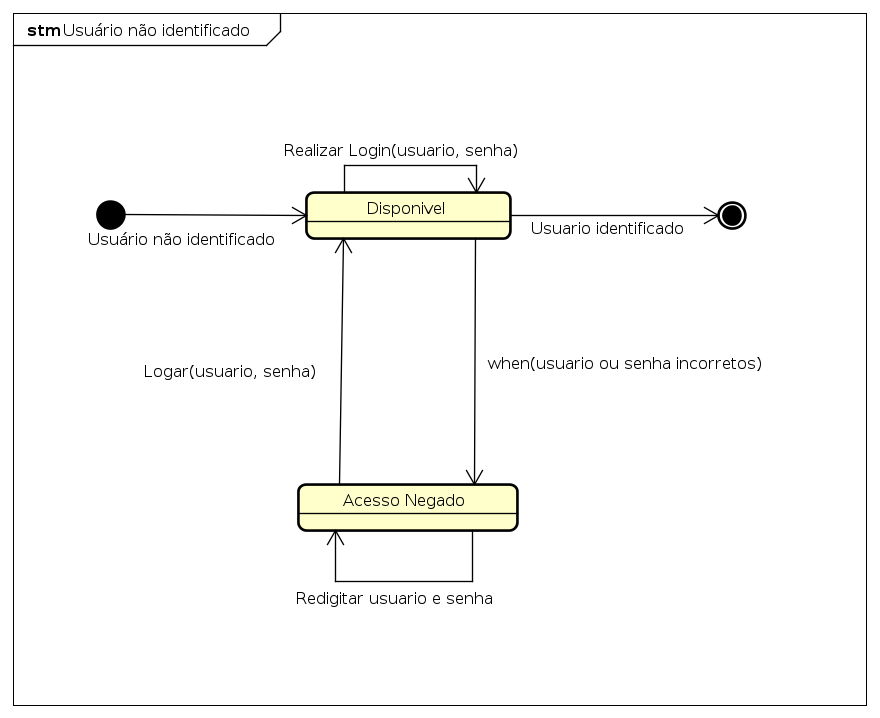 stm Usuário não identificado
Realizar Login(usuario, senha)
Disponivel
Usuário não identificado
Usuario identificado
Logar(usuario, senha)
when(usuario ou senha incorretos)
Acesso Negado
Redigitar usuario e senha